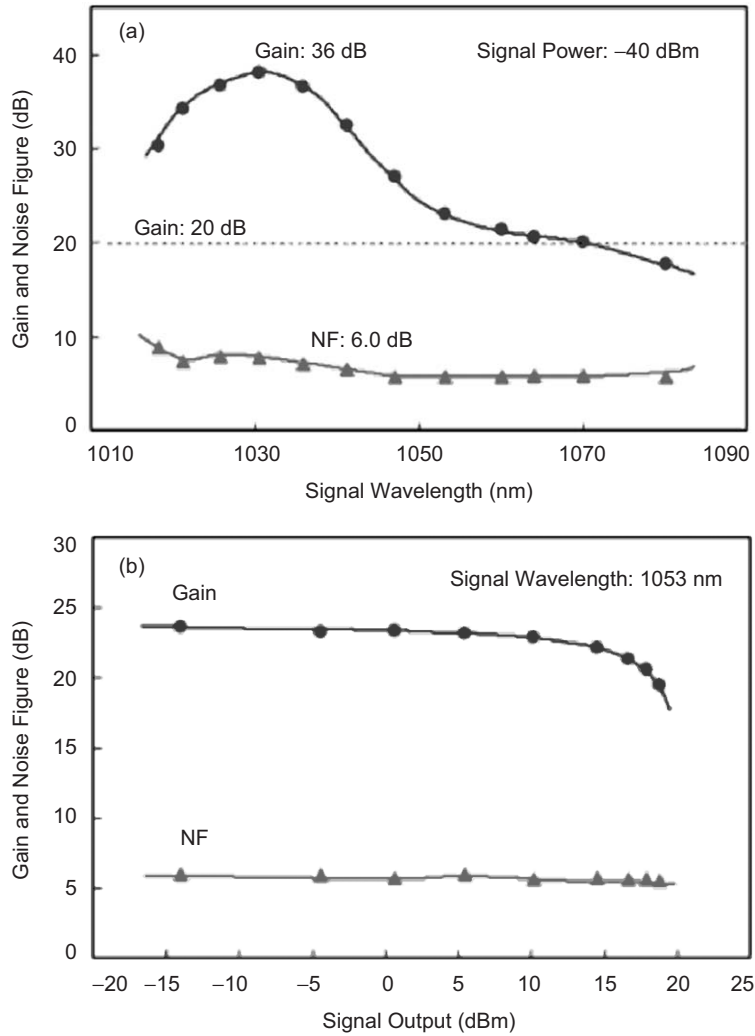 (a)
Gain: 36 dB
Signal Power: –40 dBm
Gain: 20 dB
NF: 6.0 dB
Gain and Noise Figure (dB)
40
30
20
10
0
1010 1030 1050 1070 1090
Signal Wavelength (nm)
(b)
Signal Wavelength: 1053 nm
Gain
NF
Gain and Noise Figure (dB)
30
25
20
15
10
5
0
–20 –15 –10 –5 0 5 10 15 20 25
Signal Output (dBm)